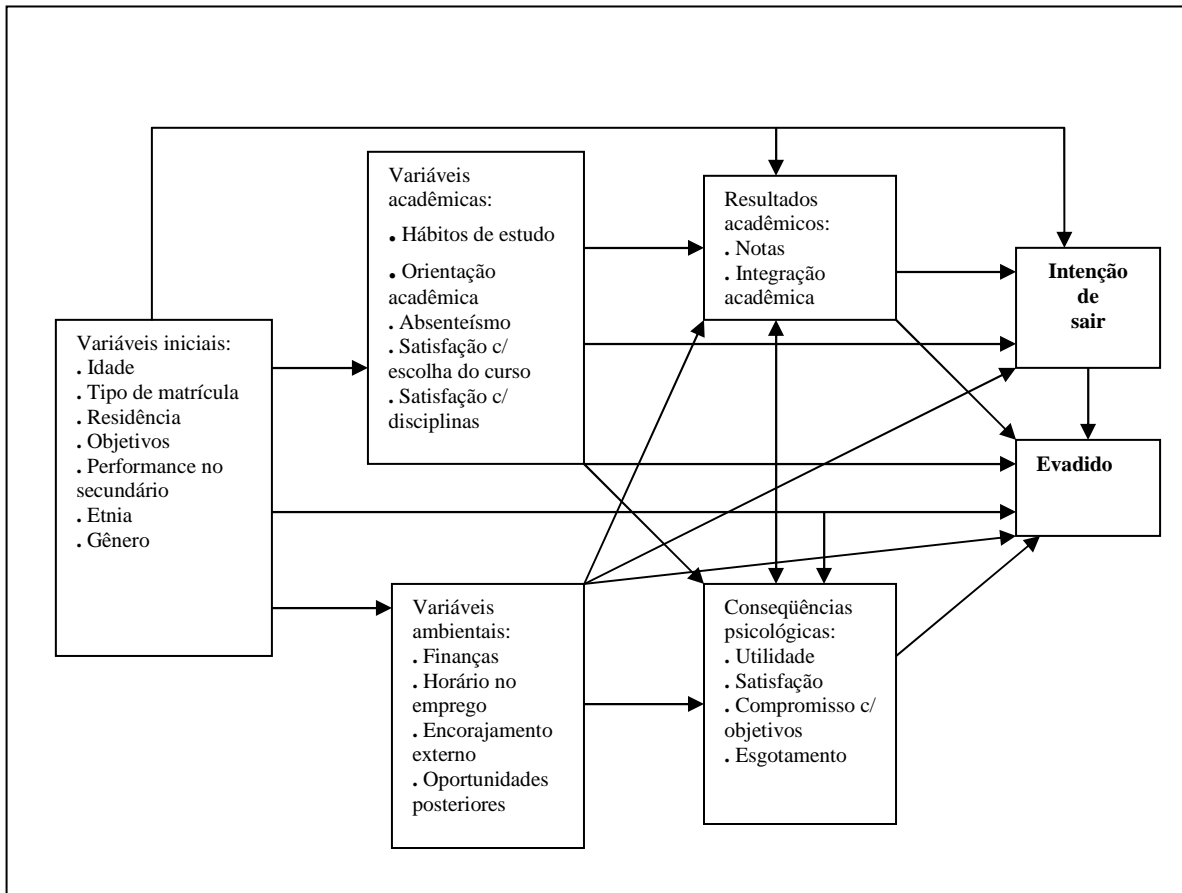 Variáveis iniciais:
. Idade
. Tipo de matrícula
. Residência
. Objetivos
. Performance no
secundário
. Etnia
. Gênero
Variáveis
acadêmicas:
. Hábitos de estudo
. Orientação
acadêmica
. Absenteísmo
. Satisfação c/
escolha do curso
. Satisfação c/
disciplinas
Variáveis
ambientais:
. Finanças
. Horário no
emprego
. Encorajamento
externo
. Oportunidades
posteriores
Resultados
acadêmicos:
. Notas
. Integração
acadêmica
Conseqüências
psicológicas:
. Utilidade
. Satisfação
. Compromisso c/
objetivos
. Esgotamento
Intenção
de
sair
Evadido